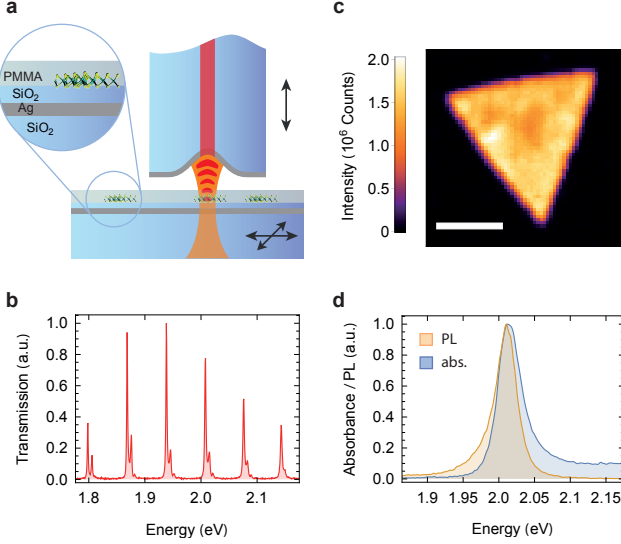 a
PMMA
SiO₂
Ag
SiO₂
b
Transmission (a.u.)
1.0
0.8
0.6
0.4
0.2
0.0
1.8 1.9 2.0 2.1
Energy (eV)
c
Intensity (10⁶ Counts)
2.0
1.5
1.0
0.5
0
d
Absorbance / PL (a.u.)
1.0
0.8
0.6
0.4
0.2
0.0
PL
abs.
1.9 1.95 2.0 2.05 2.1 2.15
Energy (eV)